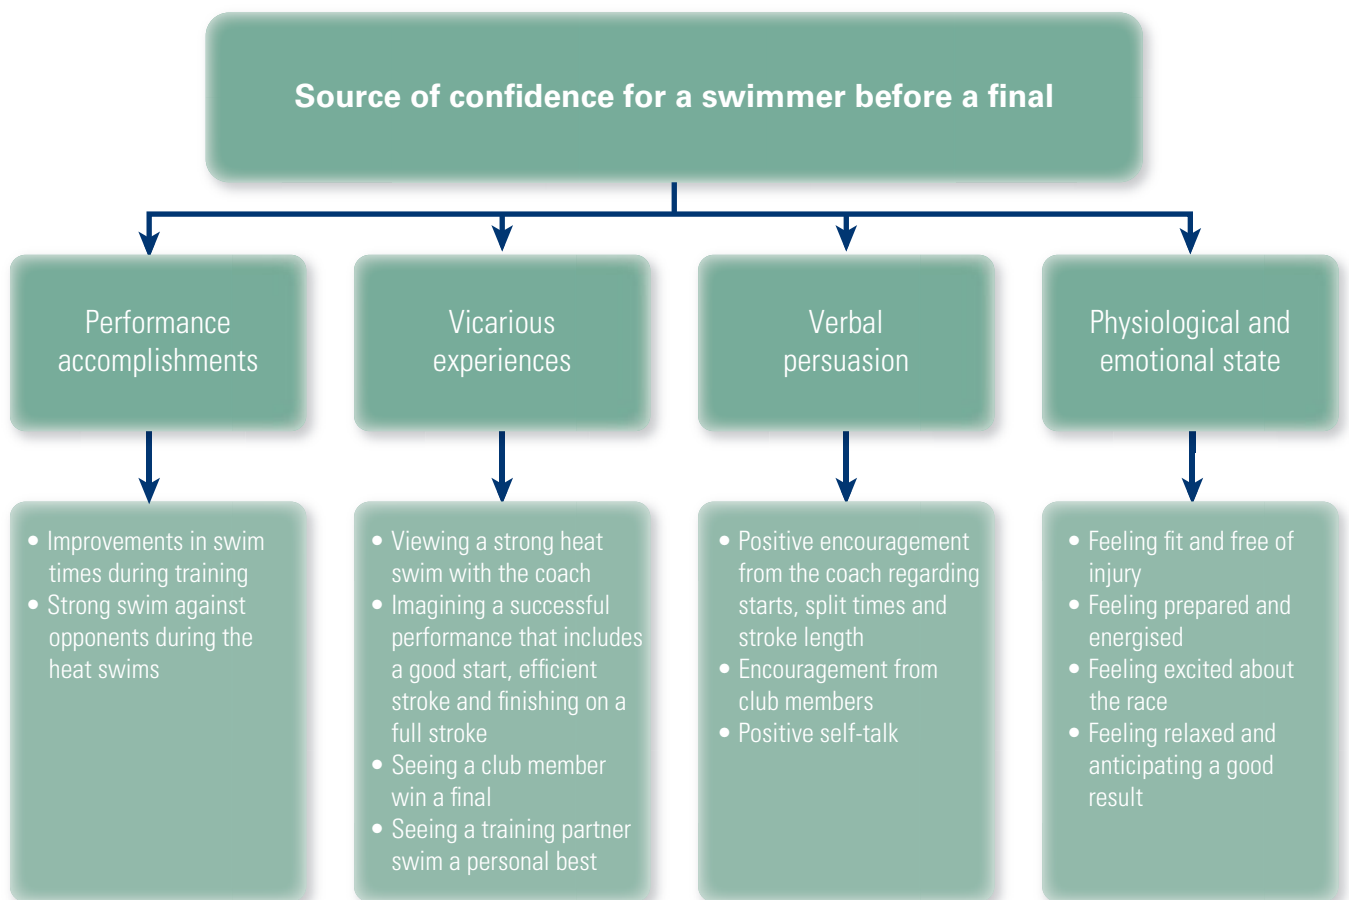 Source of confidence for a swimmer before a final
Performance
accomplishments
Vicarious
experiences
Verbal
persuasion
Physiological and
emotional state
• Improvements in swim
times during training
• Strong swim against
opponents during the
heat swims
• Viewing a strong heat
swim with the coach
• Imagining a successful
performance that includes
a good start, efficient
stroke and finishing on a
full stroke
• Seeing a club member
win a final
• Seeing a training partner
swim a personal best
• Positive encouragement
from the coach regarding
starts, split times and
stroke length
• Encouragement from
club members
• Positive self-talk
• Feeling fit and free of
injury
• Feeling prepared and
energised
• Feeling excited about
the race
• Feeling relaxed and
anticipating a good
result